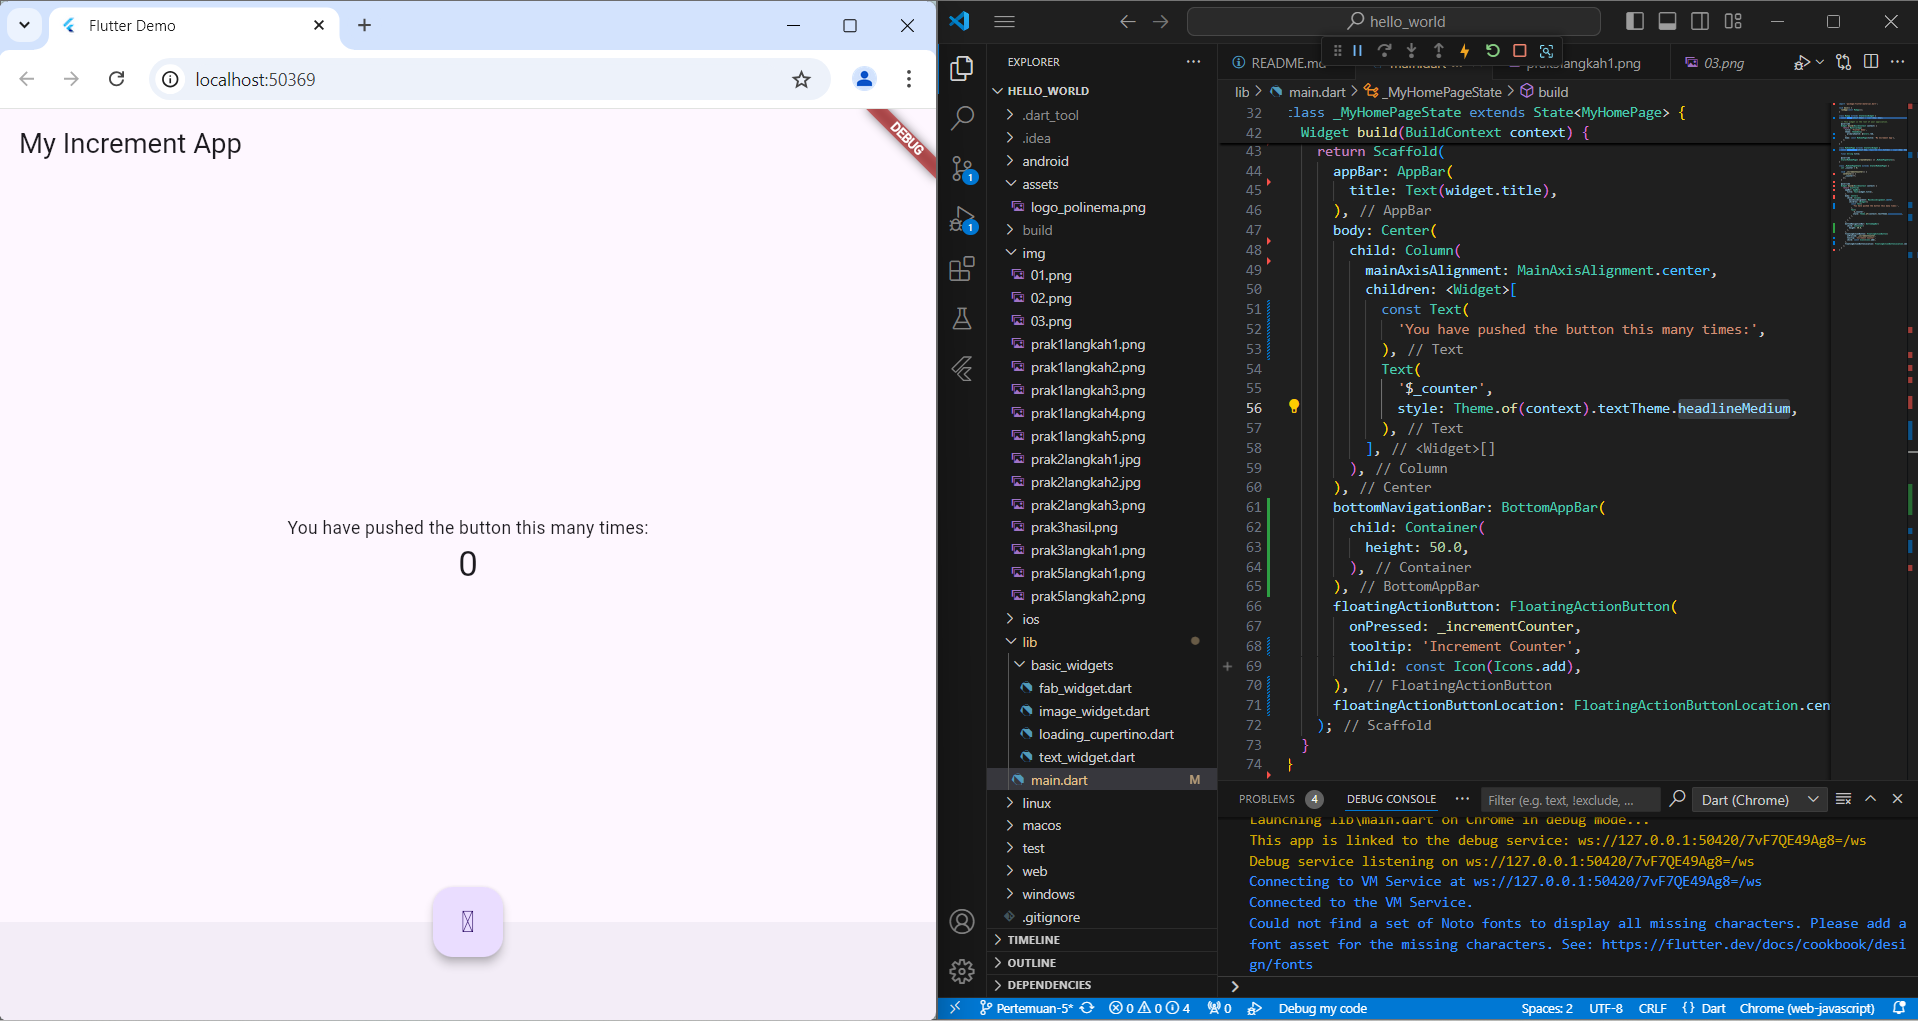 Flutter Demo
localhost:50369
My Increment App
DEBUG
You have pushed the button this many times:
0
hello_world
EXPLORER
HELLO_WORLD
.dart_tool
.idea
android
assets
logo_polinema.png
build
img
01.png
02.png
03.png
prak1langkah1.png
prak1langkah2.png
prak1langkah3.png
prak1langkah4.png
prak1langkah5.png
prak2langkah1.jpg
prak2langkah2.jpg
prak2langkah3.png
prak3hasil.png
prak3langkah1.png
prak5langkah1.png
prak5langkah2.png
ios
lib
basic_widgets
fab_widget.dart
image_widget.dart
loading_cupertino.dart
text_widget.dart
main.dart M
linux
macos
test
web
windows
.gitignore
TIMELINE
OUTLINE
DEPENDENCIES
1
1
README.md
main.dart
prak5langkah1.png
03.png
lib > main.dart > _MyHomePageState > build
32 class _MyHomePageState extends State<MyHomePage> {
42 Widget build(BuildContext context) {
43 return Scaffold(
44 appBar: AppBar(
45 title: Text(widget.title),
46 ), // AppBar
47 body: Center(
48 child: Column(
49 mainAxisAlignment: MainAxisAlignment.center,
50 children: <Widget>[
51 const Text(
52 'You have pushed the button this many times:',
53 ), // Text
54 Text(
55 '$_counter',
56 style: Theme.of(context).textTheme.headlineMedium,
57 ), // Text
58 ], // <Widget>[]
59 ), // Column
60 ), // Center
61 bottomNavigationBar: BottomAppBar(
62 child: Container(
63 height: 50.0,
64 ), // Container
65 ), // BottomAppBar
66 floatingActionButton: FloatingActionButton(
67 onPressed: _incrementCounter,
68 tooltip: 'Increment Counter',
69 child: const Icon(Icons.add),
70 ), // FloatingActionButton
71 floatingActionButtonLocation: FloatingActionButtonLocation.cen
72 ); // Scaffold
73 }
74 }
PROBLEMS 4 DEBUG CONSOLE ··· Filter (e.g. text, !exclude, ... Dart (Chrome)
Launching lib\main.dart on Chrome in debug mode...
This app is linked to the debug service: ws://127.0.0.1:50420/7vF7QE49Ag8=/ws
Debug service listening on ws://127.0.0.1:50420/7vF7QE49Ag8=/ws
Connecting to VM Service at ws://127.0.0.1:50420/7vF7QE49Ag8=/ws
Connected to the VM Service.
Could not find a set of Noto fonts to display all missing characters. Please add a
font asset for the missing characters. See: https://flutter.dev/docs/cookbook/desi
gn/fonts
Pertemuan-5* 0 0 4 0 Debug my code Spaces: 2 UTF-8 CRLF {} Dart Chrome (web-javascript)